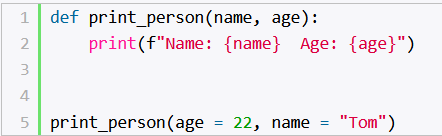 1 def print_person(name, age):
2     print(f"Name: {name}  Age: {age}")
3
4
5 print_person(age = 22, name = "Tom")